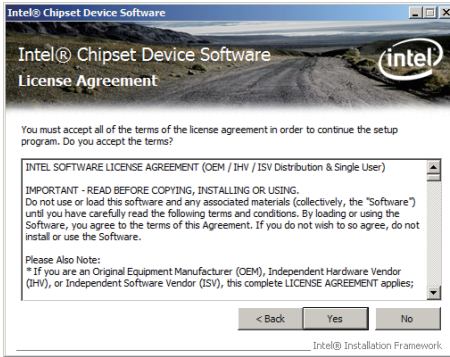 Intel® Chipset Device Software
Intel® Chipset Device Software
License Agreement
intel
You must accept all of the terms of the license agreement in order to continue the setup
program. Do you accept the terms?
INTEL SOFTWARE LICENSE AGREEMENT (OEM / IHV / ISV Distribution & Single User)
IMPORTANT - READ BEFORE COPYING, INSTALLING OR USING.
Do not use or load this software and any associated materials (collectively, the "Software")
until you have carefully read the following terms and conditions. By loading or using the
Software, you agree to the terms of this Agreement. If you do not wish to so agree, do not
install or use the Software.
Please Also Note:
* If you are an Original Equipment Manufacturer (OEM), Independent Hardware Vendor
(IHV), or Independent Software Vendor (ISV), this complete LICENSE AGREEMENT applies;
< Back Yes No
Intel® Installation Framework